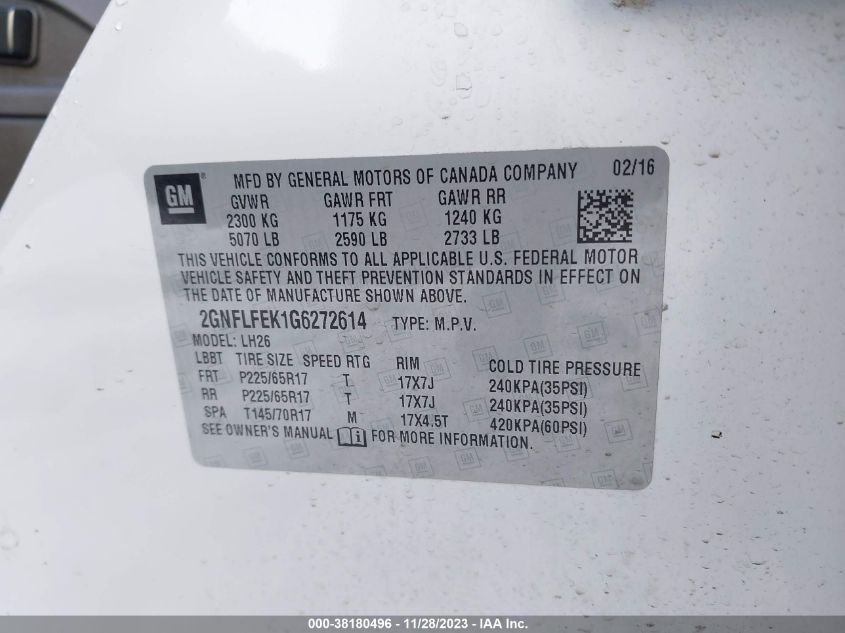 GM
MFD BY GENERAL MOTORS OF CANADA COMPANY 02/16
GVWR GAWR FRT GAWR RR
2300 KG 1175 KG 1240 KG
5070 LB 2590 LB 2733 LB
THIS VEHICLE CONFORMS TO ALL APPLICABLE U.S. FEDERAL MOTOR
VEHICLE SAFETY AND THEFT PREVENTION STANDARDS IN EFFECT ON
THE DATE OF MANUFACTURE SHOWN ABOVE.
2GNFLFEK1G6272614 TYPE: M.P.V.
MODEL: LH26
LBBT TIRE SIZE SPEED RTG RIM COLD TIRE PRESSURE
FRT P225/65R17 T 17X7J 240KPA(35PSI)
RR P225/65R17 T 17X7J 240KPA(35PSI)
SPA T145/70R17 M 17X4.5T 420KPA(60PSI)
SEE OWNER'S MANUAL FOR MORE INFORMATION.
000-38180496 - 11/28/2023 - IAA Inc.